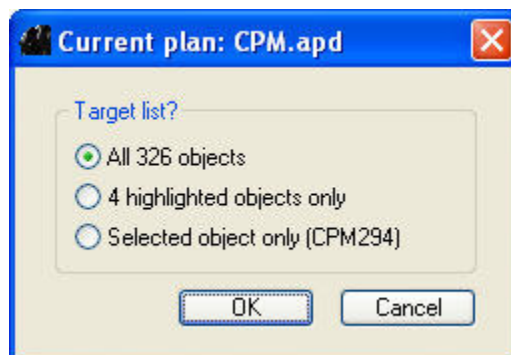 Current plan: CPM.apd
Target list?
All 326 objects
4 highlighted objects only
Selected object only (CPM294)
OK Cancel